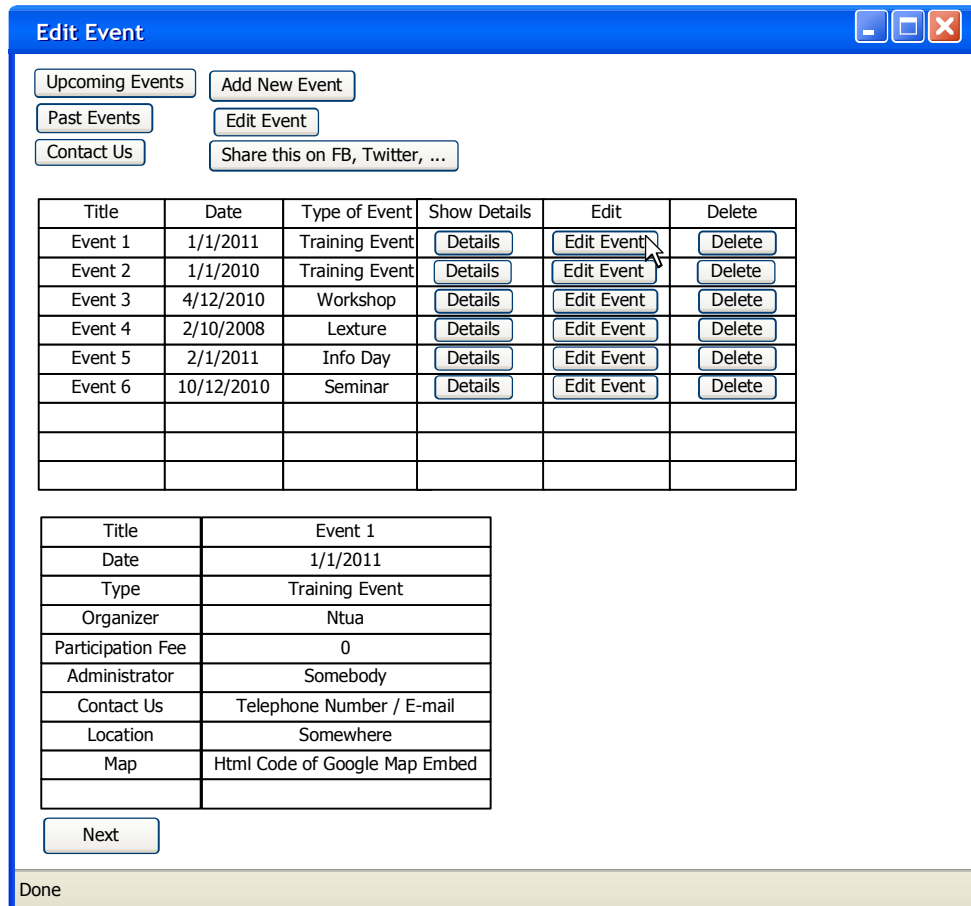 Edit Event
Upcoming Events Add New Event
Past Events Edit Event
Contact Us Share this on FB, Twitter, ...
Title Date Type of Event Show Details Edit Delete
Event 1 1/1/2011 Training Event Details Edit Event Delete
Event 2 1/1/2010 Training Event Details Edit Event Delete
Event 3 4/12/2010 Workshop Details Edit Event Delete
Event 4 2/10/2008 Lexture Details Edit Event Delete
Event 5 2/1/2011 Info Day Details Edit Event Delete
Event 6 10/12/2010 Seminar Details Edit Event Delete
Title Event 1
Date 1/1/2011
Type Training Event
Organizer Ntua
Participation Fee 0
Administrator Somebody
Contact Us Telephone Number / E-mail
Location Somewhere
Map Html Code of Google Map Embed
Next
Done